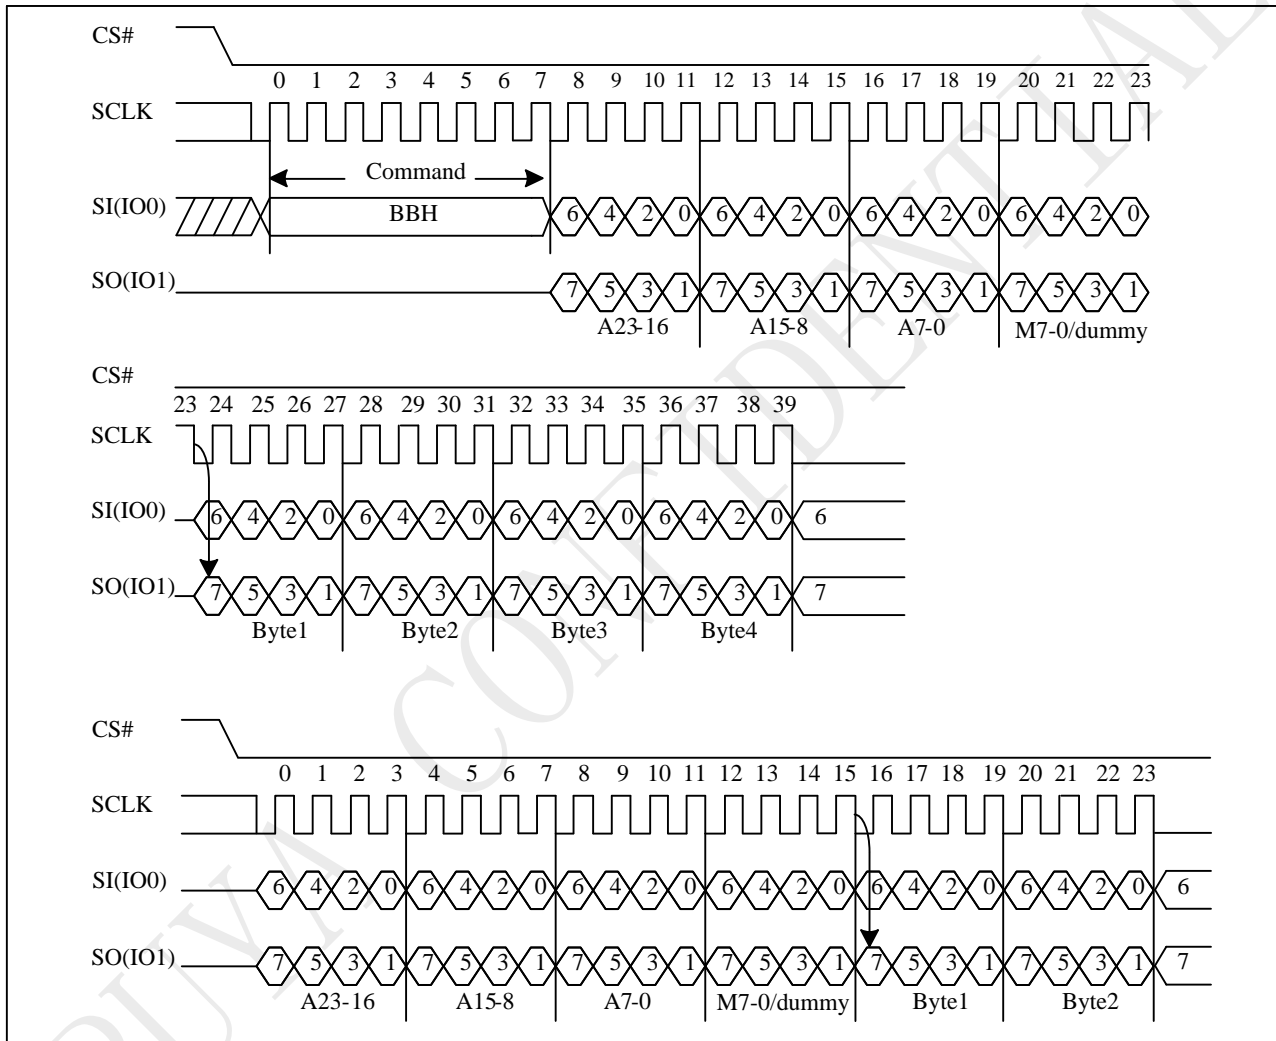 CS#
0 1 2 3 4 5 6 7 8 9 10 11 12 13 14 15 16 17 18 19 20 21 22 23
SCLK
Command
SI(IO0) BBH 6 4 2 0 6 4 2 0 6 4 2 0 6 4 2 0
SO(IO1) 7 5 3 1 7 5 3 1 7 5 3 1 7 5 3 1
A23-16 A15-8 A7-0 M7-0/dummy
CS#
23 24 25 26 27 28 29 30 31 32 33 34 35 36 37 38 39
SCLK
SI(IO0) 6 4 2 0 6 4 2 0 6 4 2 0 6 4 2 0 6
SO(IO1) 7 5 3 1 7 5 3 1 7 5 3 1 7 5 3 1 7
Byte1 Byte2 Byte3 Byte4
CS#
0 1 2 3 4 5 6 7 8 9 10 11 12 13 14 15 16 17 18 19 20 21 22 23
SCLK
SI(IO0) 6 4 2 0 6 4 2 0 6 4 2 0 6 4 2 0 6 4 2 0 6 4 2 0 6
SO(IO1) 7 5 3 1 7 5 3 1 7 5 3 1 7 5 3 1 7 5 3 1 7 5 3 1 7
A23-16 A15-8 A7-0 M7-0/dummy Byte1 Byte2
PUYA CONFIDENTIAL